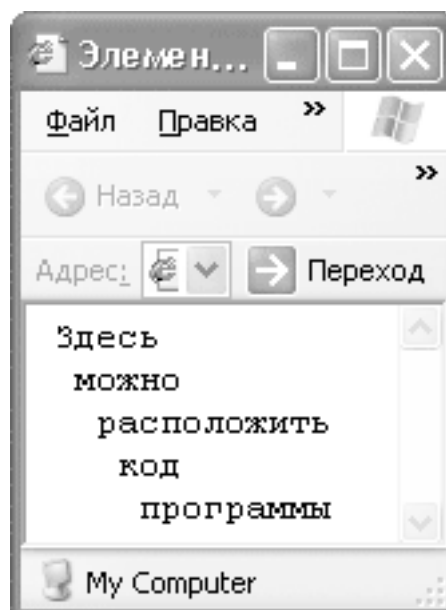 Элемен...
Файл Правка »
Назад »
Адрес: Переход
Здесь
можно
расположить
код
программы
My Computer